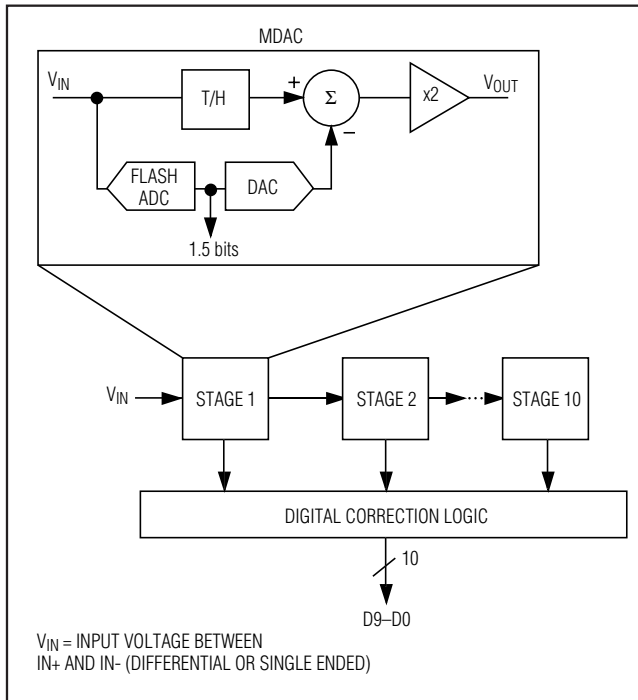 MDAC
VIN
T/H
+
Σ
−
x2
VOUT
FLASH
ADC
DAC
1.5 bits
VIN
STAGE 1
STAGE 2
...
STAGE 10
DIGITAL CORRECTION LOGIC
10
D9–D0
VIN = INPUT VOLTAGE BETWEEN
IN+ AND IN- (DIFFERENTIAL OR SINGLE ENDED)